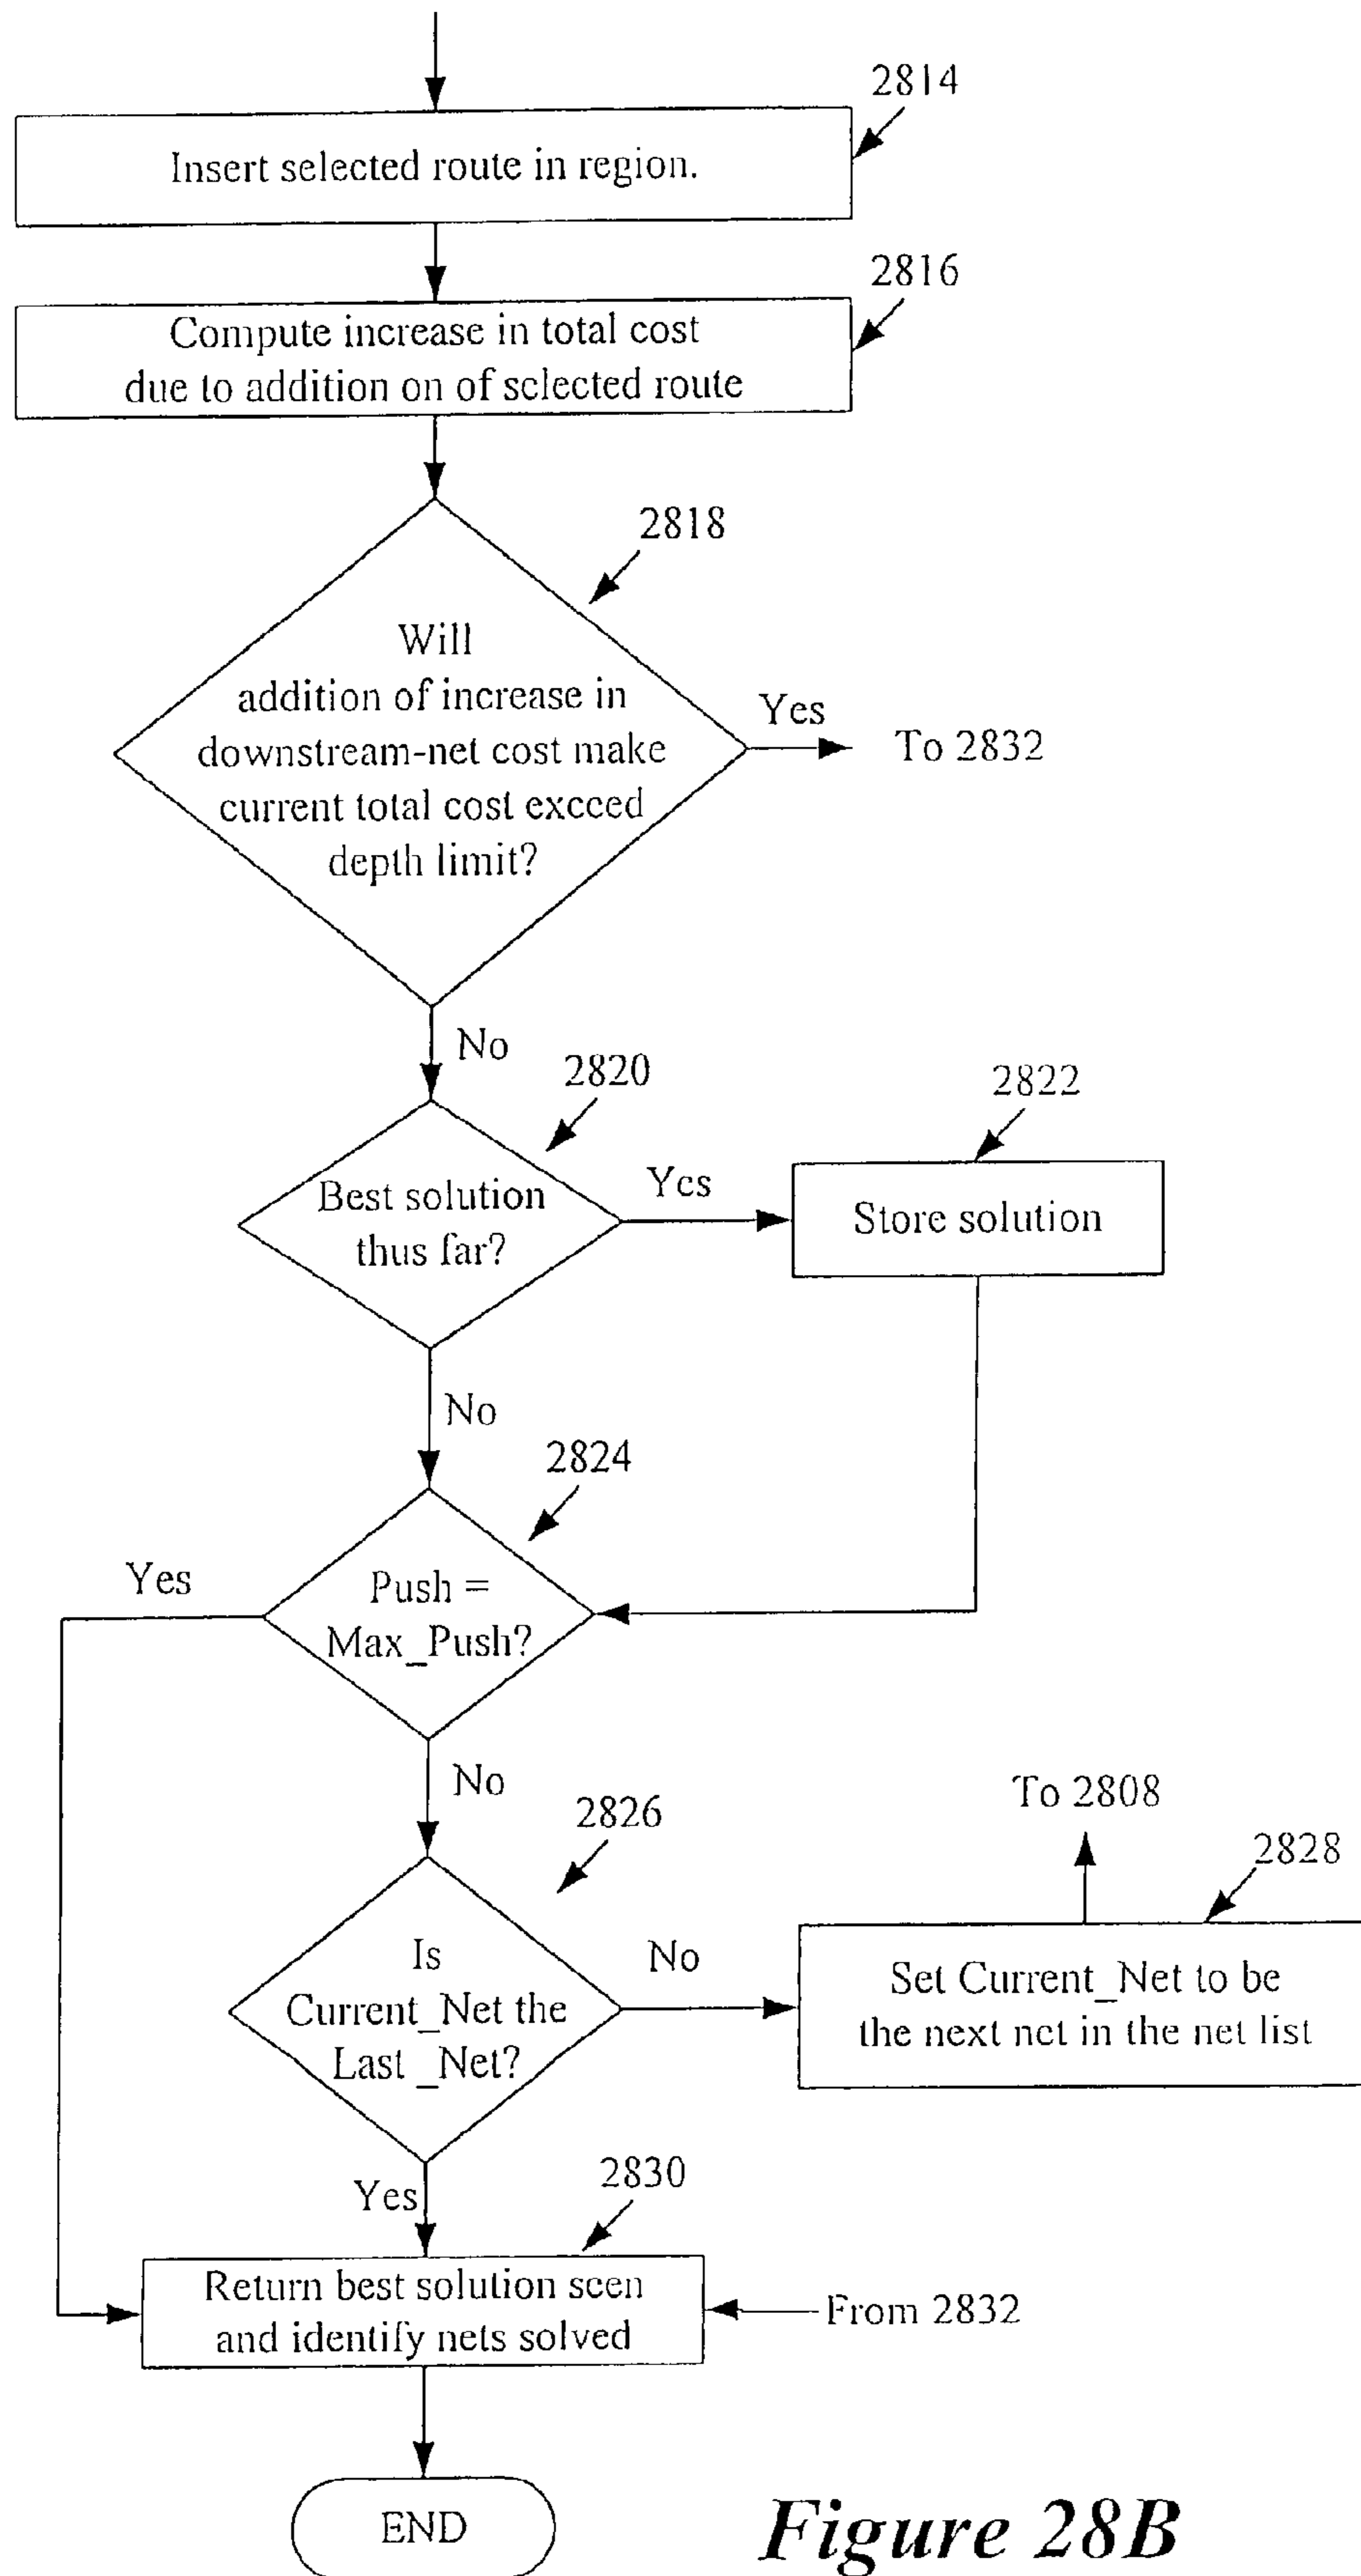 2814
Insert selected route in region.
2816
Compute increase in total cost
due to addition on of selected route
2818
Will
addition of increase in
downstream-net cost make
current total cost exceed
depth limit?
Yes
To 2832
No
2820
2822
Best solution
thus far?
Yes
Store solution
No
2824
Yes
Push =
Max_Push?
No
To 2808
2826
2828
Is
Current_Net the
Last _Net?
No
Set Current_Net to be
the next net in the net list
Yes
2830
Return best solution seen
and identify nets solved
From 2832
END
Figure 28B